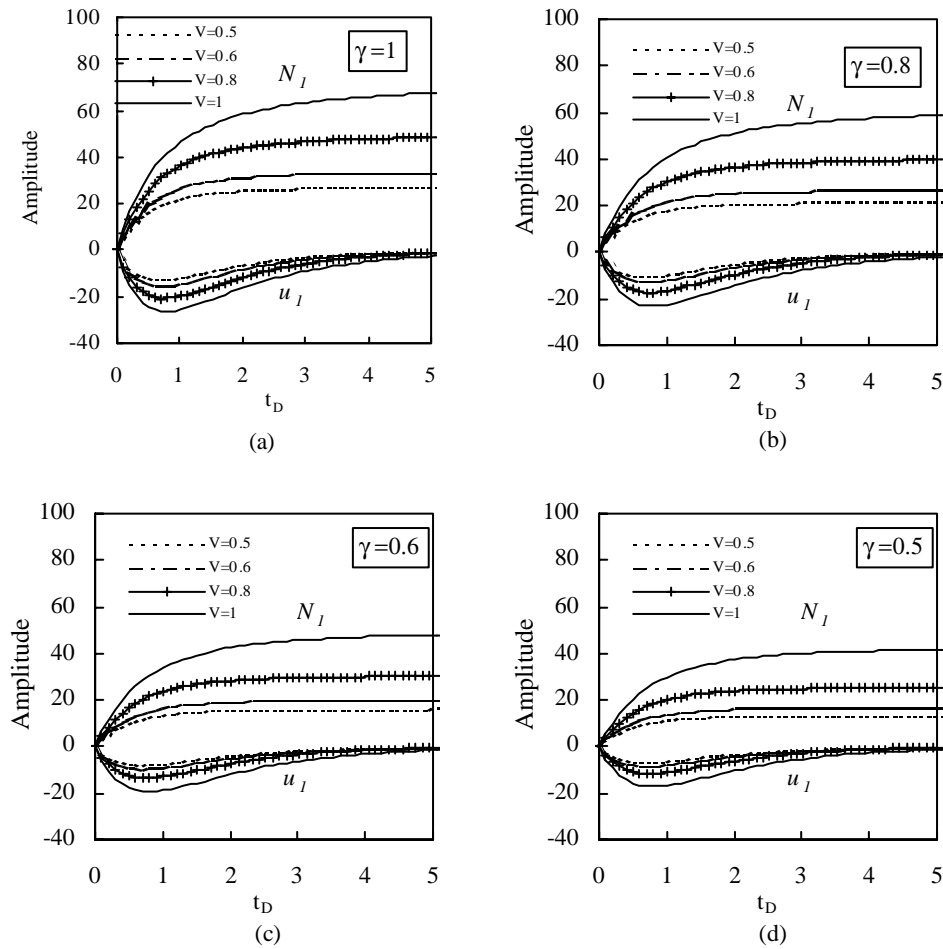 100
80
60
40
20
0
-20
-40
Amplitude
V=0.5
V=0.6
V=0.8
V=1
γ=1
N1
u1
0 1 2 3 4 5
tD
(a)
100
80
60
40
20
0
-20
-40
Amplitude
V=0.5
V=0.6
V=0.8
V=1
γ=0.8
N1
u1
0 1 2 3 4 5
tD
(b)
100
80
60
40
20
0
-20
-40
Amplitude
V=0.5
V=0.6
V=0.8
V=1
γ=0.6
N1
u1
0 1 2 3 4 5
tD
(c)
100
80
60
40
20
0
-20
-40
Amplitude
V=0.5
V=0.6
V=0.8
V=1
γ=0.5
N1
u1
0 1 2 3 4 5
tD
(d)